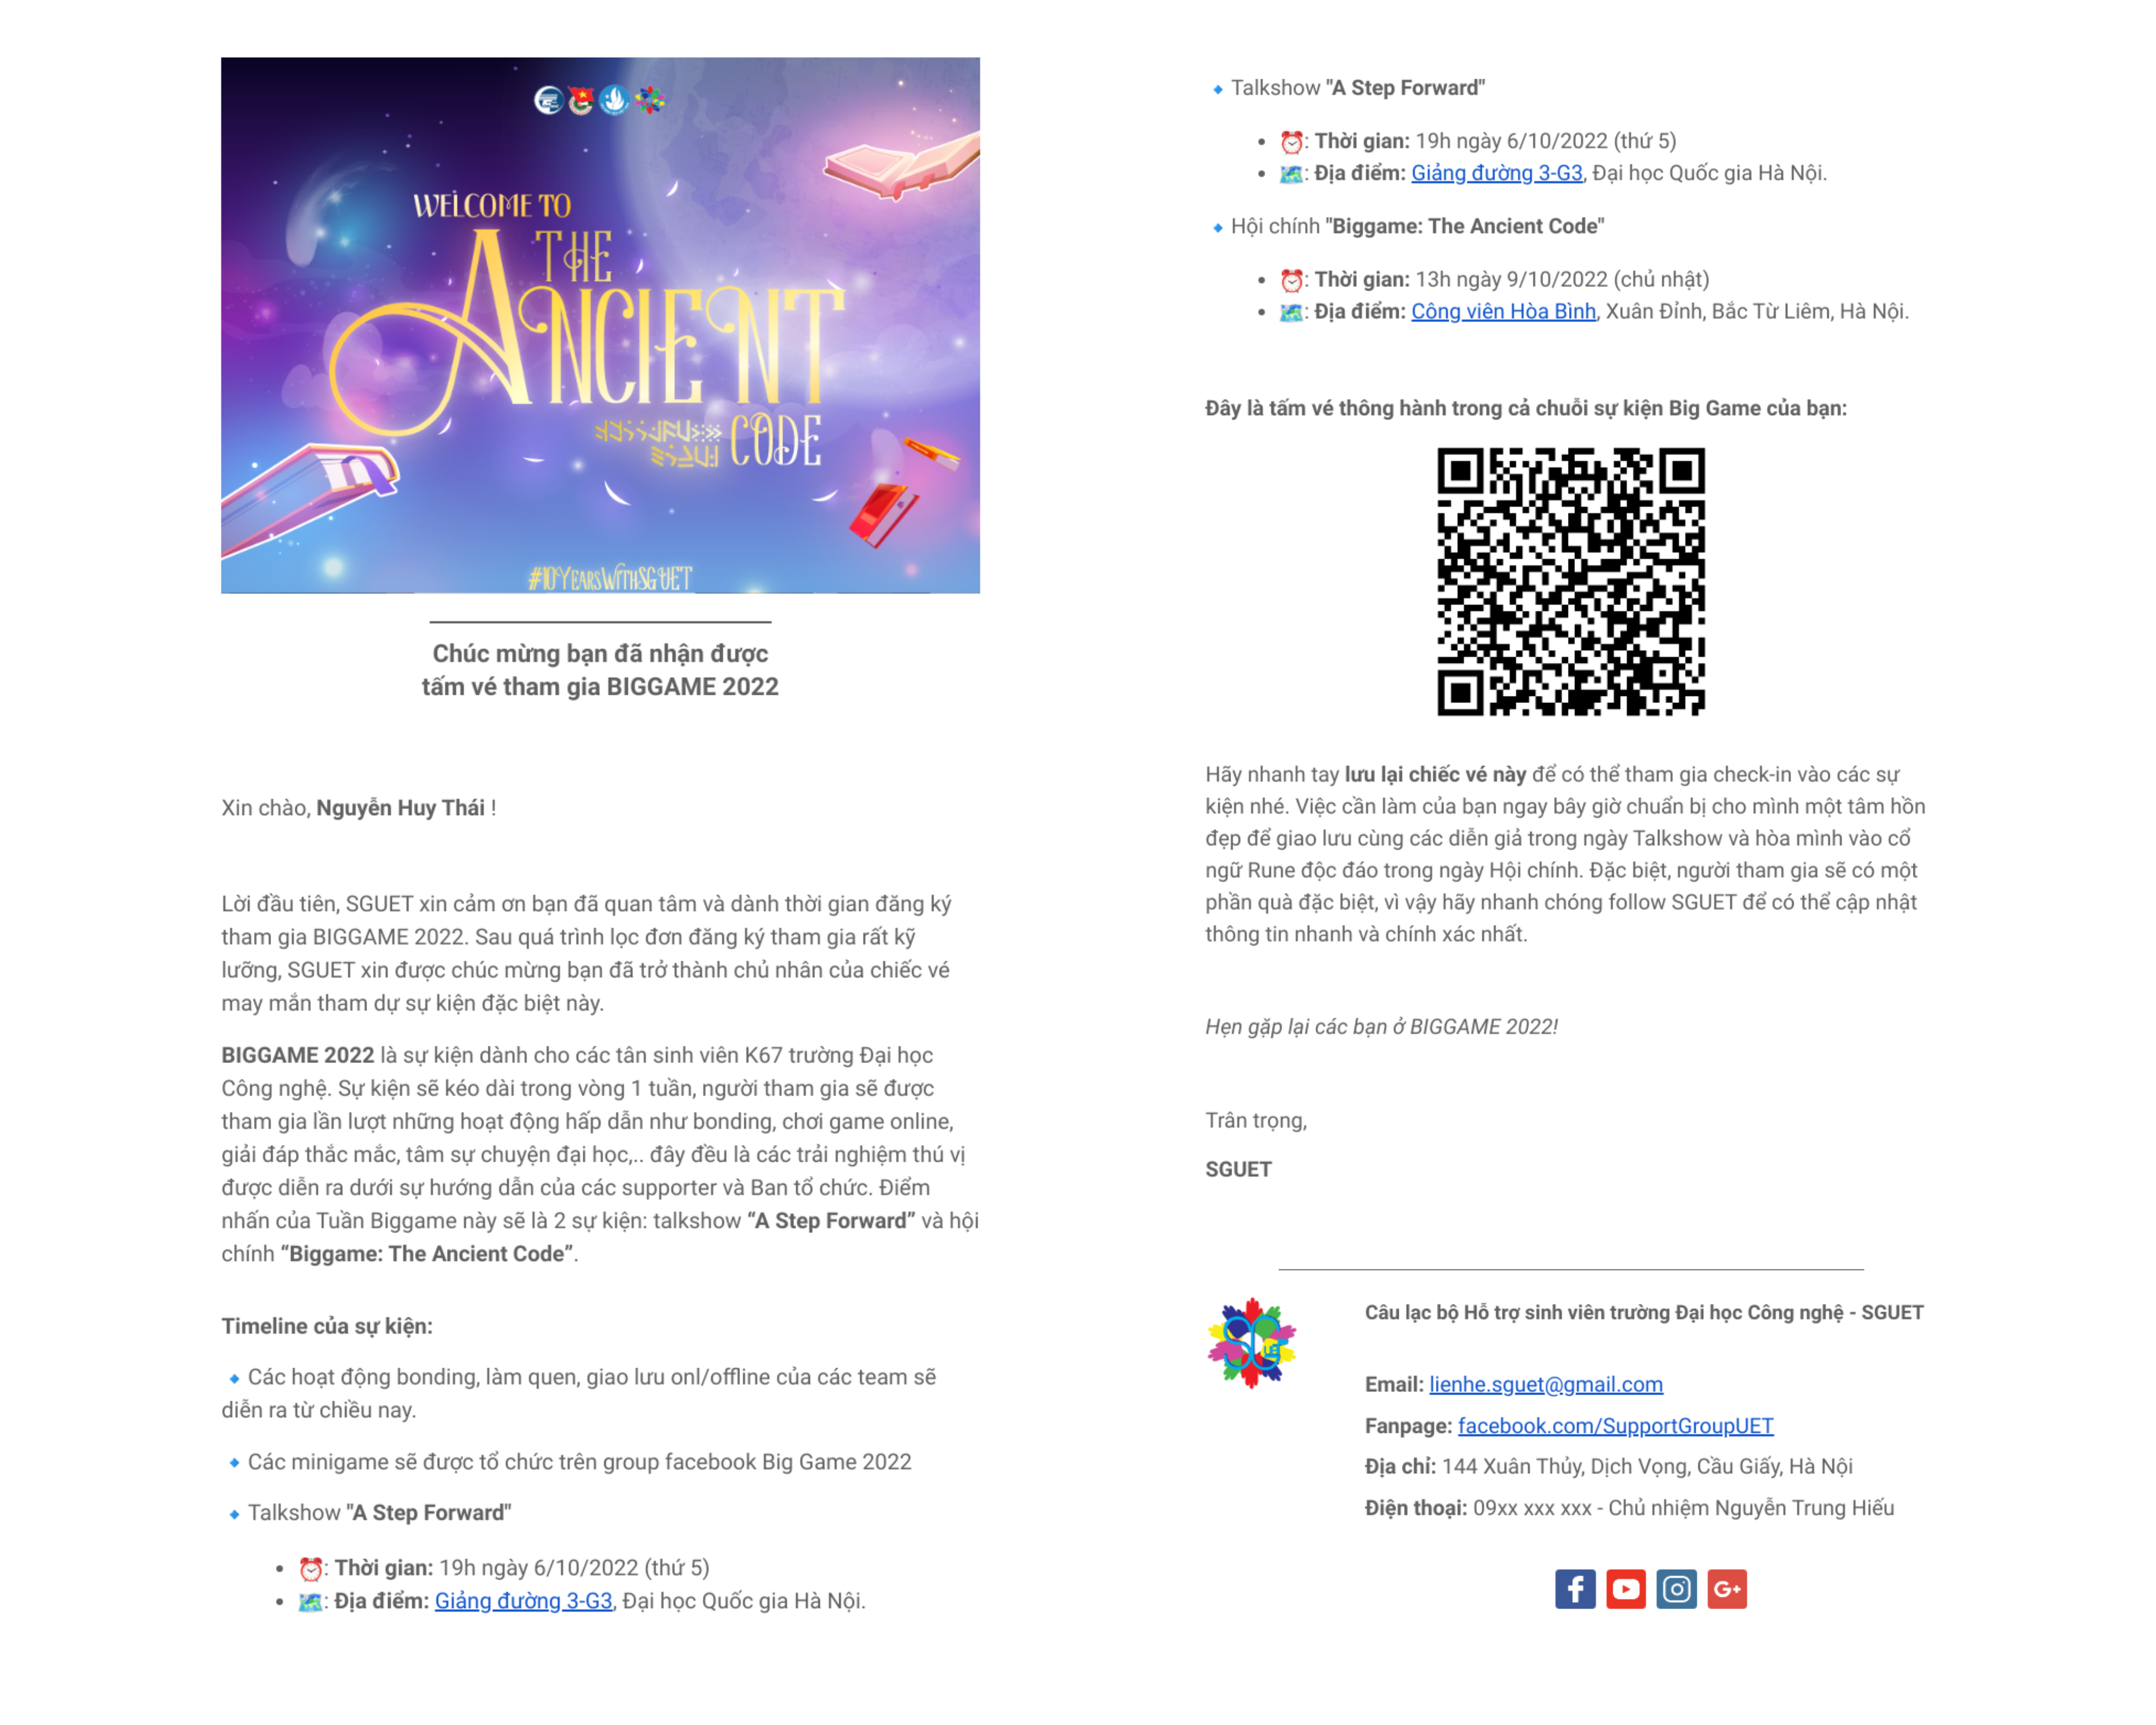 WELCOME TO
THE
ANCIENT
CODE
#10YEARSWITHSGUET
Chúc mừng bạn đã nhận được
tấm vé tham gia BIGGAME 2022
Xin chào, Nguyễn Huy Thái !
Lời đầu tiên, SGUET xin cảm ơn bạn đã quan tâm và dành thời gian đăng ký
tham gia BIGGAME 2022. Sau quá trình lọc đơn đăng ký tham gia rất kỹ
lưỡng, SGUET xin được chúc mừng bạn đã trở thành chủ nhân của chiếc vé
may mắn tham dự sự kiện đặc biệt này.
BIGGAME 2022 là sự kiện dành cho các tân sinh viên K67 trường Đại học
Công nghệ. Sự kiện sẽ kéo dài trong vòng 1 tuần, người tham gia sẽ được
tham gia lần lượt những hoạt động hấp dẫn như bonding, chơi game online,
giải đáp thắc mắc, tâm sự chuyện đại học,.. đây đều là các trải nghiệm thú vị
được diễn ra dưới sự hướng dẫn của các supporter và Ban tổ chức. Điểm
nhấn của Tuần Biggame này sẽ là 2 sự kiện: talkshow “A Step Forward” và hội
chính “Biggame: The Ancient Code”.
Timeline của sự kiện:
🔹 Các hoạt động bonding, làm quen, giao lưu onl/offline của các team sẽ
diễn ra từ chiều nay.
🔹 Các minigame sẽ được tổ chức trên group facebook Big Game 2022
🔹 Talkshow "A Step Forward"
• ⏰: Thời gian: 19h ngày 6/10/2022 (thứ 5)
• 🗺️: Địa điểm: Giảng đường 3-G3, Đại học Quốc gia Hà Nội.
🔹 Talkshow "A Step Forward"
• ⏰: Thời gian: 19h ngày 6/10/2022 (thứ 5)
• 🗺️: Địa điểm: Giảng đường 3-G3, Đại học Quốc gia Hà Nội.
🔹 Hội chính "Biggame: The Ancient Code"
• ⏰: Thời gian: 13h ngày 9/10/2022 (chủ nhật)
• 🗺️: Địa điểm: Công viên Hòa Bình, Xuân Đỉnh, Bắc Từ Liêm, Hà Nội.
Đây là tấm vé thông hành trong cả chuỗi sự kiện Big Game của bạn:
Hãy nhanh tay lưu lại chiếc vé này để có thể tham gia check-in vào các sự
kiện nhé. Việc cần làm của bạn ngay bây giờ chuẩn bị cho mình một tâm hồn
đẹp để giao lưu cùng các diễn giả trong ngày Talkshow và hòa mình vào cổ
ngữ Rune độc đáo trong ngày Hội chính. Đặc biệt, người tham gia sẽ có một
phần quà đặc biệt, vì vậy hãy nhanh chóng follow SGUET để có thể cập nhật
thông tin nhanh và chính xác nhất.
Hẹn gặp lại các bạn ở BIGGAME 2022!
Trân trọng,
SGUET
Câu lạc bộ Hỗ trợ sinh viên trường Đại học Công nghệ - SGUET
Email: lienhe.sguet@gmail.com
Fanpage: facebook.com/SupportGroupUET
Địa chỉ: 144 Xuân Thủy, Dịch Vọng, Cầu Giấy, Hà Nội
Điện thoại: 09xx xxx xxx - Chủ nhiệm Nguyễn Trung Hiếu